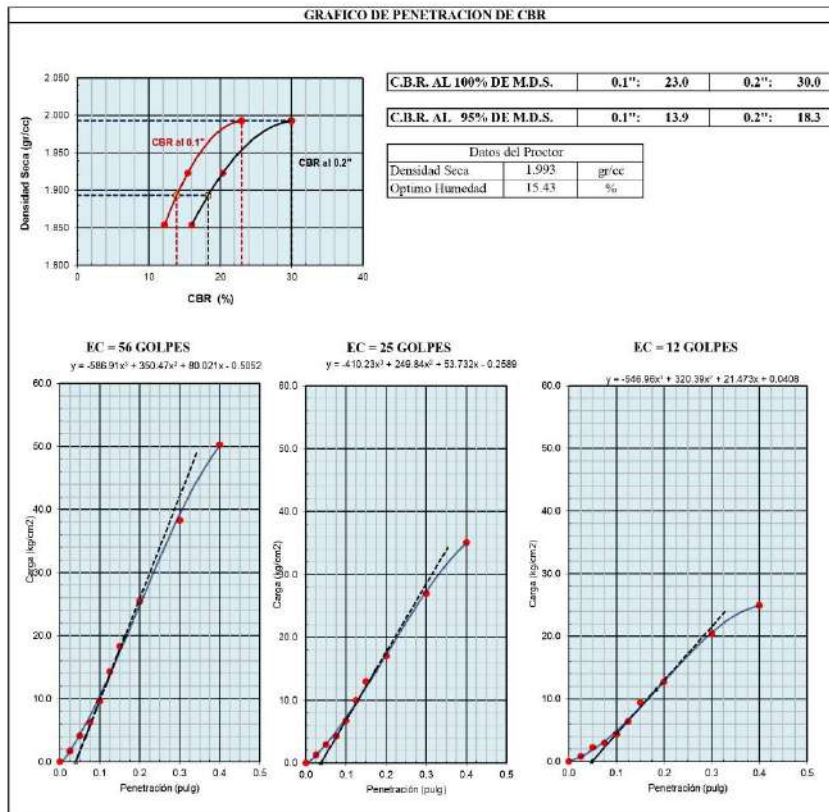 GRAFICO DE PENETRACION DE CBR
C.B.R. AL 100% DE M.D.S. 0.1": 23.0 0.2": 30.0
C.B.R. AL 95% DE M.D.S. 0.1": 13.9 0.2": 18.3
Datos del Proctor
Densidad Seca 1.993 gr/cc
Optimo Humedad 15.43 %
Densidad Seca (gr/cc)
2.050
2.000
1.950
1.900
1.850
1.800
CBR al 0.1"
CBR al 0.2"
0 10 20 30 40
CBR (%)
EC = 56 GOLPES
y = -586.91x³ + 350.47x² + 80.021x - 0.5052
Carga (kg/cm2)
60.0
50.0
40.0
30.0
20.0
10.0
0.0
0.0 0.1 0.2 0.3 0.4 0.5
Penetración (pulg)
EC = 25 GOLPES
y = -410.23x³ + 249.84x² + 53.732x - 0.2589
Carga (kg/cm2)
60.0
50.0
40.0
30.0
20.0
10.0
0.0
0.0 0.1 0.2 0.3 0.4 0.5
Penetración (pulg)
EC = 12 GOLPES
y = -546.96x³ + 320.39x² + 21.473x + 0.0408
Carga (kg/cm2)
60.0
50.0
40.0
30.0
20.0
10.0
0.0
0.0 0.1 0.2 0.3 0.4 0.5
Penetración (pulg)